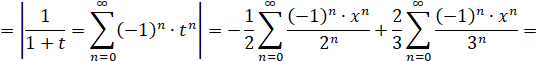 = |1/(1+t) = ∑_{n=0}^{∞} (-1)^n · t^n| = -1/2 ∑_{n=0}^{∞} ((-1)^n · x^n)/2^n + 2/3 ∑_{n=0}^{∞} ((-1)^n · x^n)/3^n =